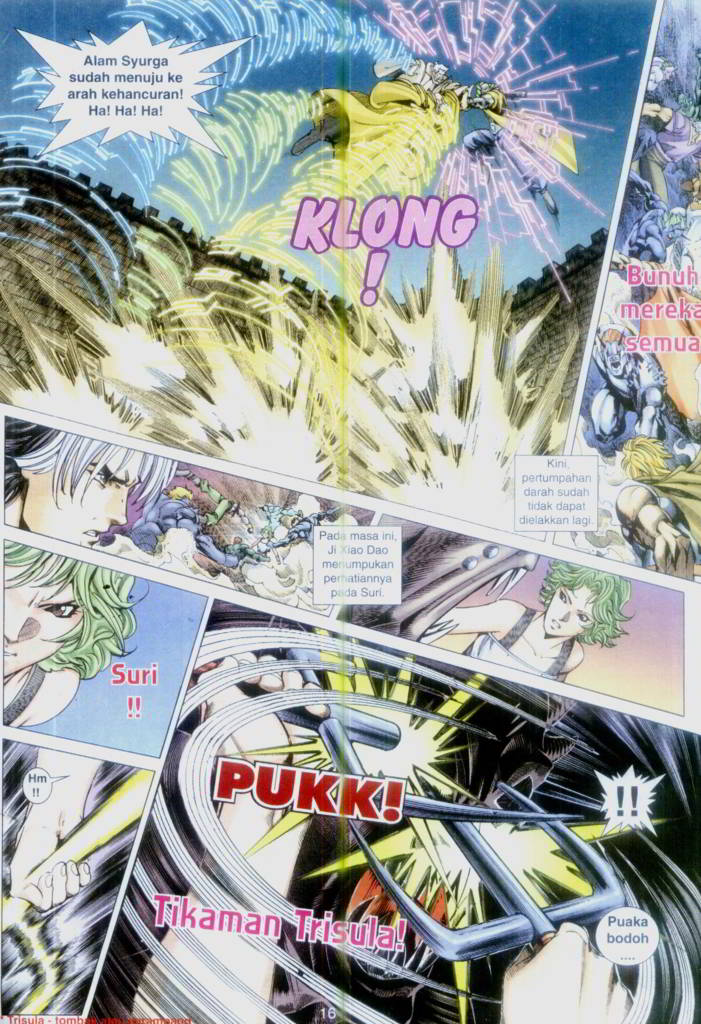 Alam Syurga
sudah menuju ke
arah kehancuran!
Ha! Ha! Ha!
KLONG
!
Bunuh
mereka
semua
Kini,
pertumpahan
darah sudah
tidak dapat
dielakkan lagi.
Pada masa ini,
Ji Xiao Dao
menumpukan
perhatiannya
pada Suri.
Suri
!!
Hm
!!
PUKK!
!!
Tikaman Trisula!
Puaka
bodoh
....
* Trisula - tombak
16